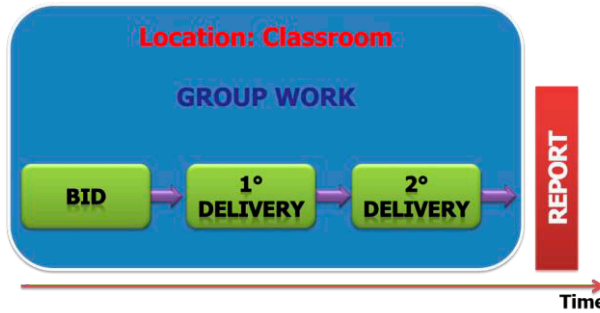 Location: Classroom
GROUP WORK
BID
1°
DELIVERY
2°
DELIVERY
REPORT
Time